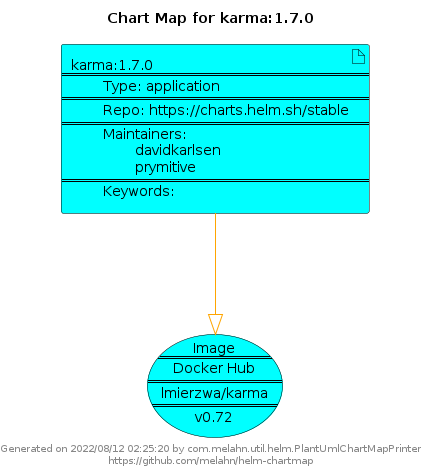 Chart Map for karma:1.7.0
karma:1.7.0
Type: application
Repo: https://charts.helm.sh/stable
Maintainers:
davidkarlsen
prymitive
Keywords:
Image
Docker Hub
lmierzwa/karma
v0.72
Generated on 2022/08/12 02:25:20 by com.melahn.util.helm.PlantUmlChartMapPrinter
https://github.com/melahn/helm-chartmap